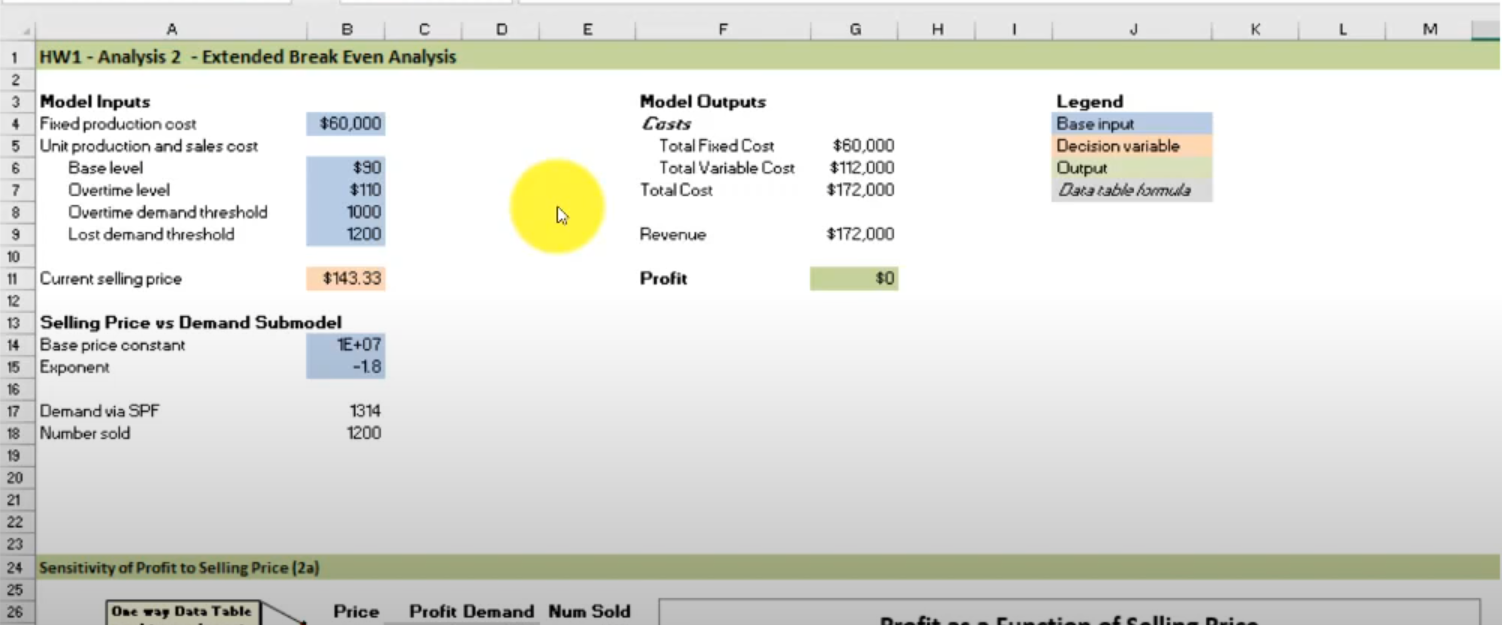 A B C D E F G H I J K L M
1 HW1 - Analysis 2 - Extended Break Even Analysis
2
3 Model Inputs Model Outputs Legend
4 Fixed production cost $60,000 Costs Base input
5 Unit production and sales cost Total Fixed Cost $60,000 Decision variable
6 Base level $90 Total Variable Cost $112,000 Output
7 Overtime level $110 Total Cost $172,000 Data table formula
8 Overtime demand threshold 1000
9 Lost demand threshold 1200 Revenue $172,000
10
11 Current selling price $143.33 Profit $0
12
13 Selling Price vs Demand Submodel
14 Base price constant 1E+07
15 Exponent -1.8
16
17 Demand via SPF 1314
18 Number sold 1200
19
20
21
22
23
24 Sensitivity of Profit to Selling Price (2a)
25
26 One way Data Table Price Profit Demand Num Sold Profit as a Function of Selling Price